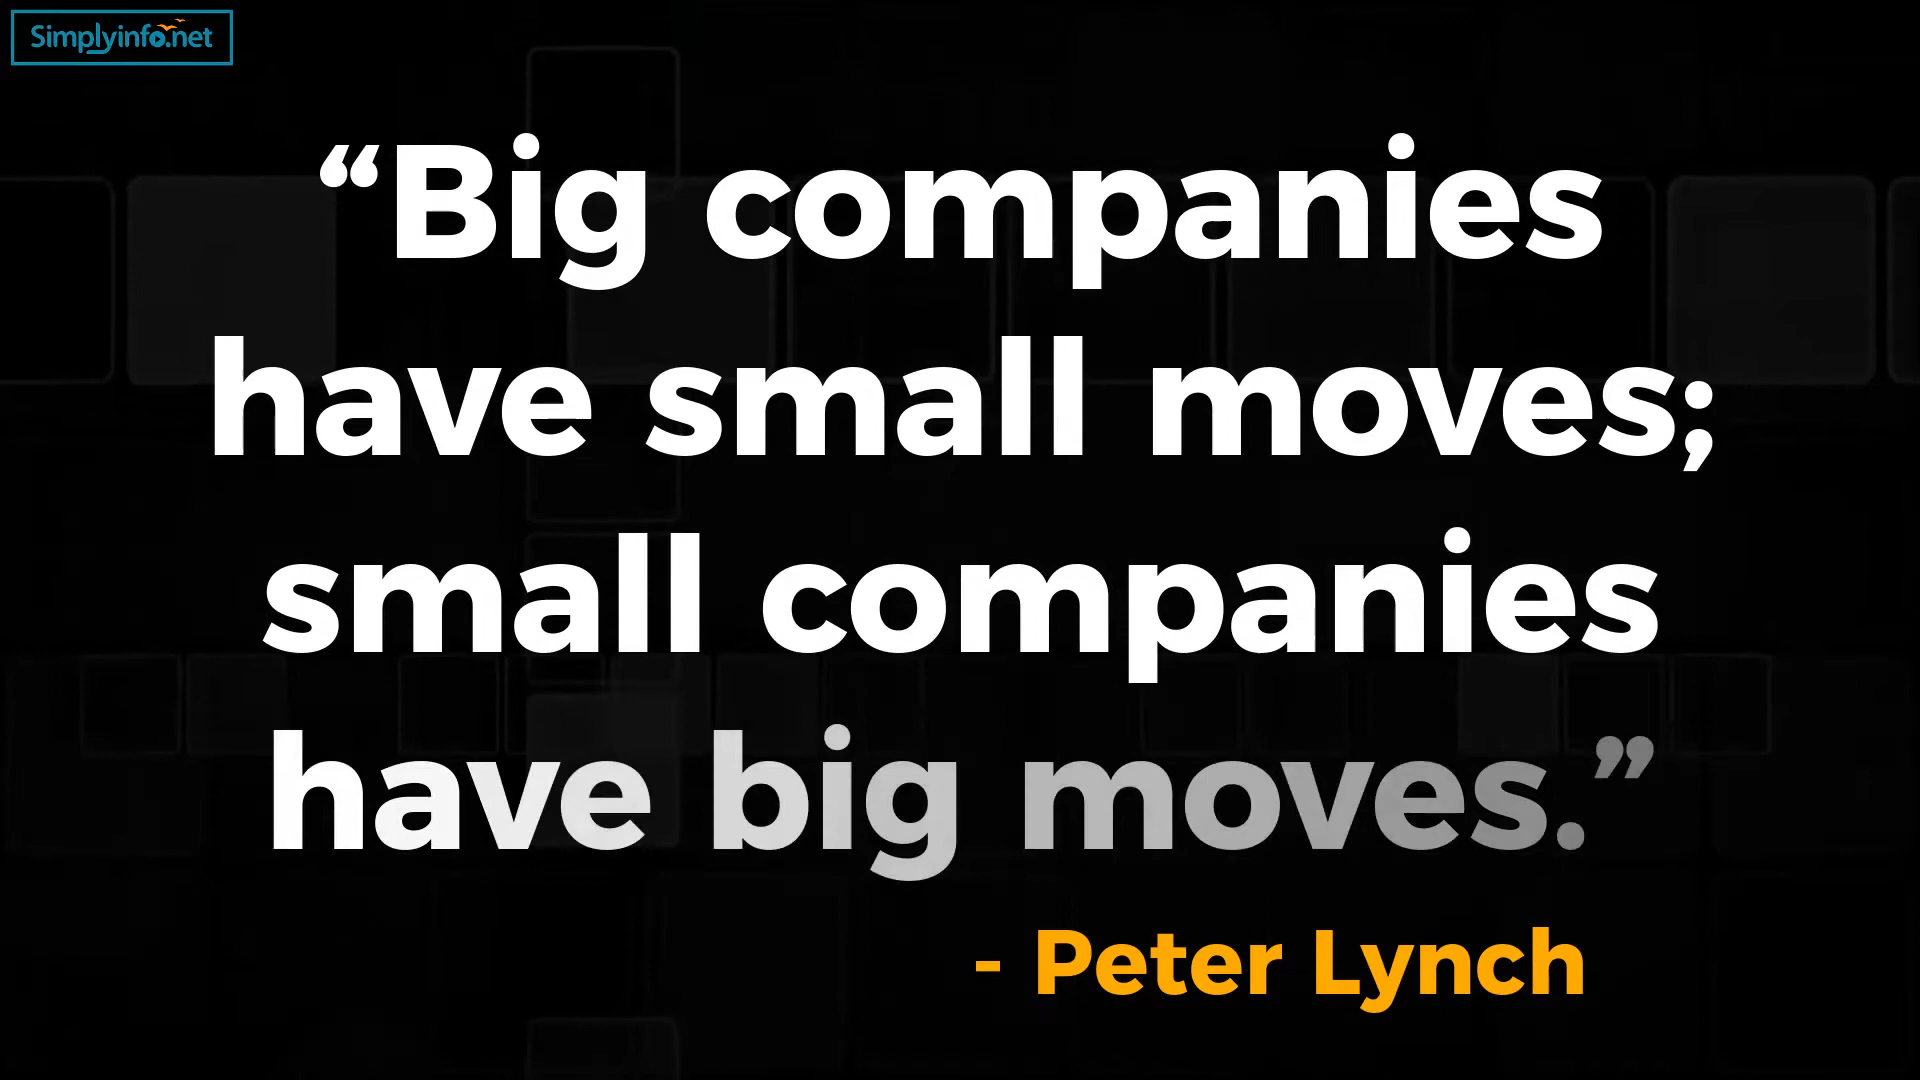 Simplyinfo.net
“Big companies
have small moves;
small companies
have big moves.”
- Peter Lynch